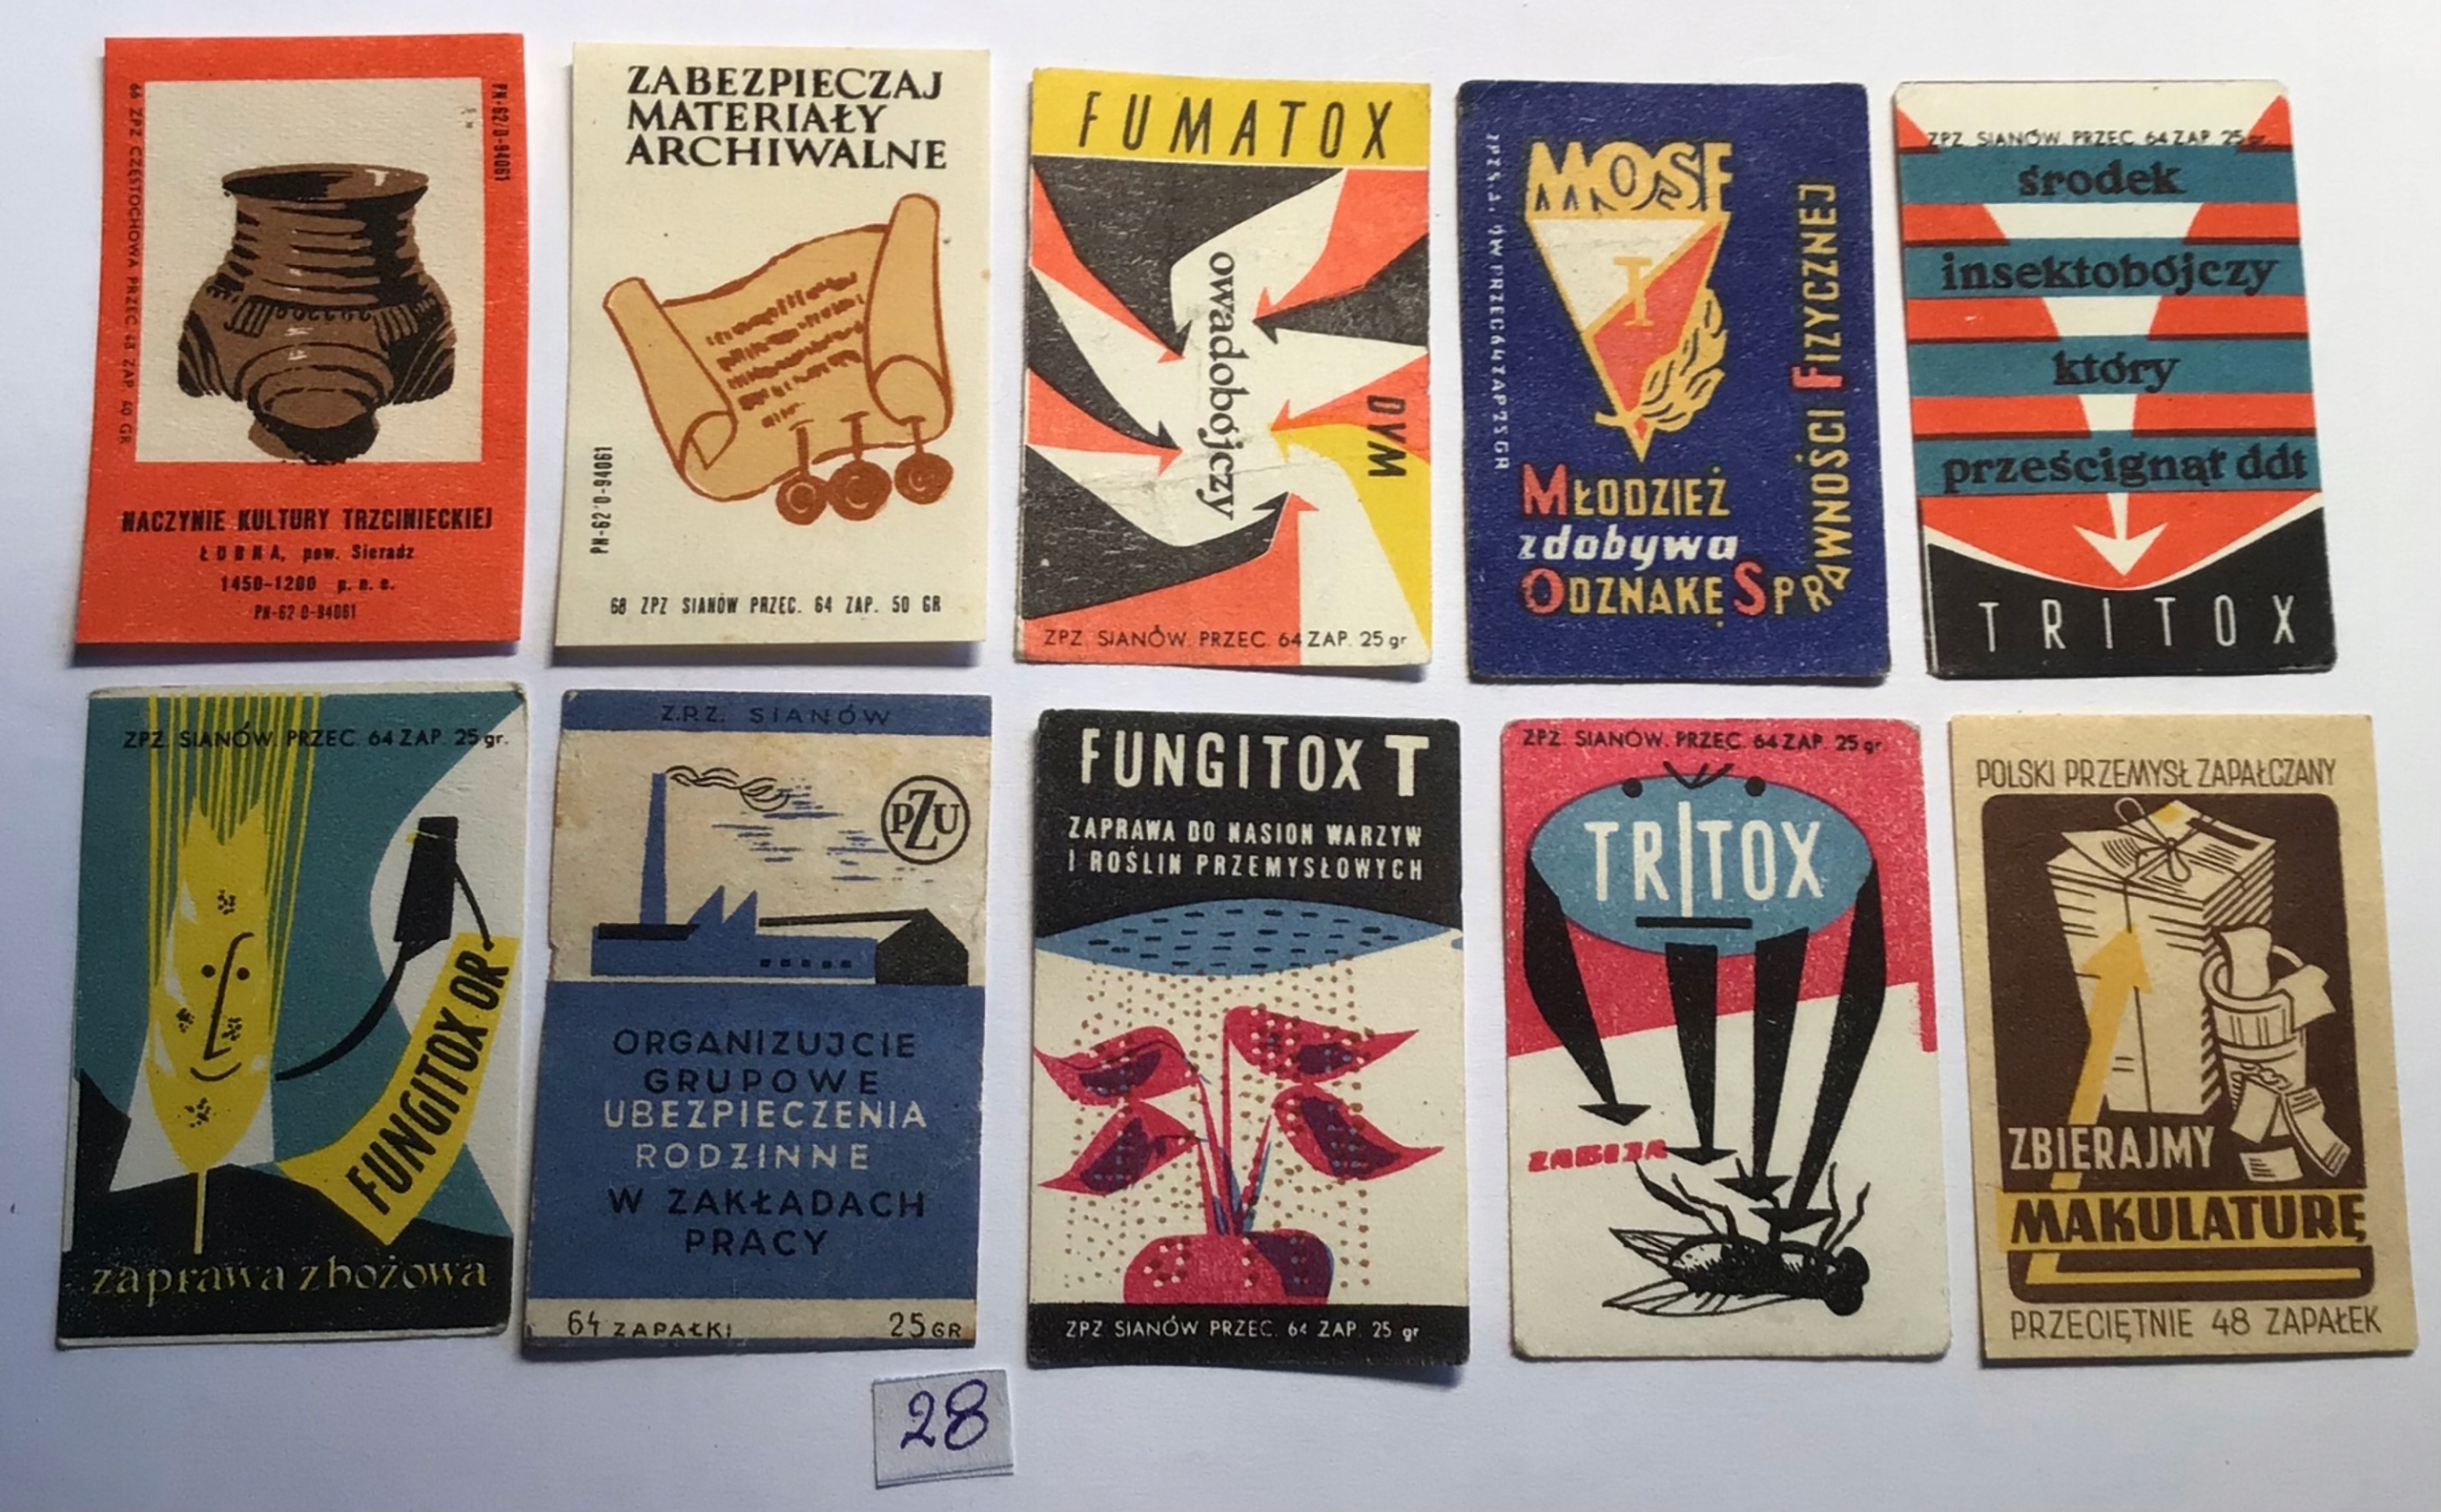 66 ZPZ CZĘSTOCHOWA PRZEC. 48 ZAP. 40 GR
PN-62/O-94061
NACZYNIE KULTURY TRZCINIECKIEJ
ŁUBNA, pow. Sieradz
1450-1200 p.n.e.
PN-62 O-94061
ZABEZPIECZAJ
MATERIAŁY
ARCHIWALNE
PN-62 O-94061
68 ZPZ SIANÓW PRZEC. 64 ZAP. 50 GR
FUMATOX
owadobójczy
DYM
ZPZ SIANÓW. PRZEC. 64 ZAP. 25 gr
PRZEC 64 ZAP 25 GR
MOSF
I
MŁODZIEŻ
zdobywa
ODZNAKĘ SPRAWNOŚCI FIZYCZNEJ
ZPZ SIANÓW. PRZEC. 64 ZAP. 25 gr.
środek
insektobójczy
który
prześcignął ddt
TRITOX
ZPZ SIANÓW. PRZEC. 64 ZAP. 25 gr.
FUNGITOX OR
zaprawa zbożowa
Z.P.Z. SIANÓW
PZU
ORGANIZUJCIE
GRUPOWE
UBEZPIECZENIA
RODZINNE
W ZAKŁADACH
PRACY
64 ZAPAŁKI 25 GR
FUNGITOX T
ZAPRAWA DO NASION WARZYW
I ROŚLIN PRZEMYSŁOWYCH
ZPZ SIANÓW PRZEC. 64 ZAP. 25 gr
ZPZ. SIANÓW. PRZEC. 64 ZAP. 25 gr.
TRITOX
ZABIJA
POLSKI PRZEMYSŁ ZAPAŁCZANY
ZBIERAJMY
MAKULATURĘ
PRZECIĘTNIE 48 ZAPAŁEK
28